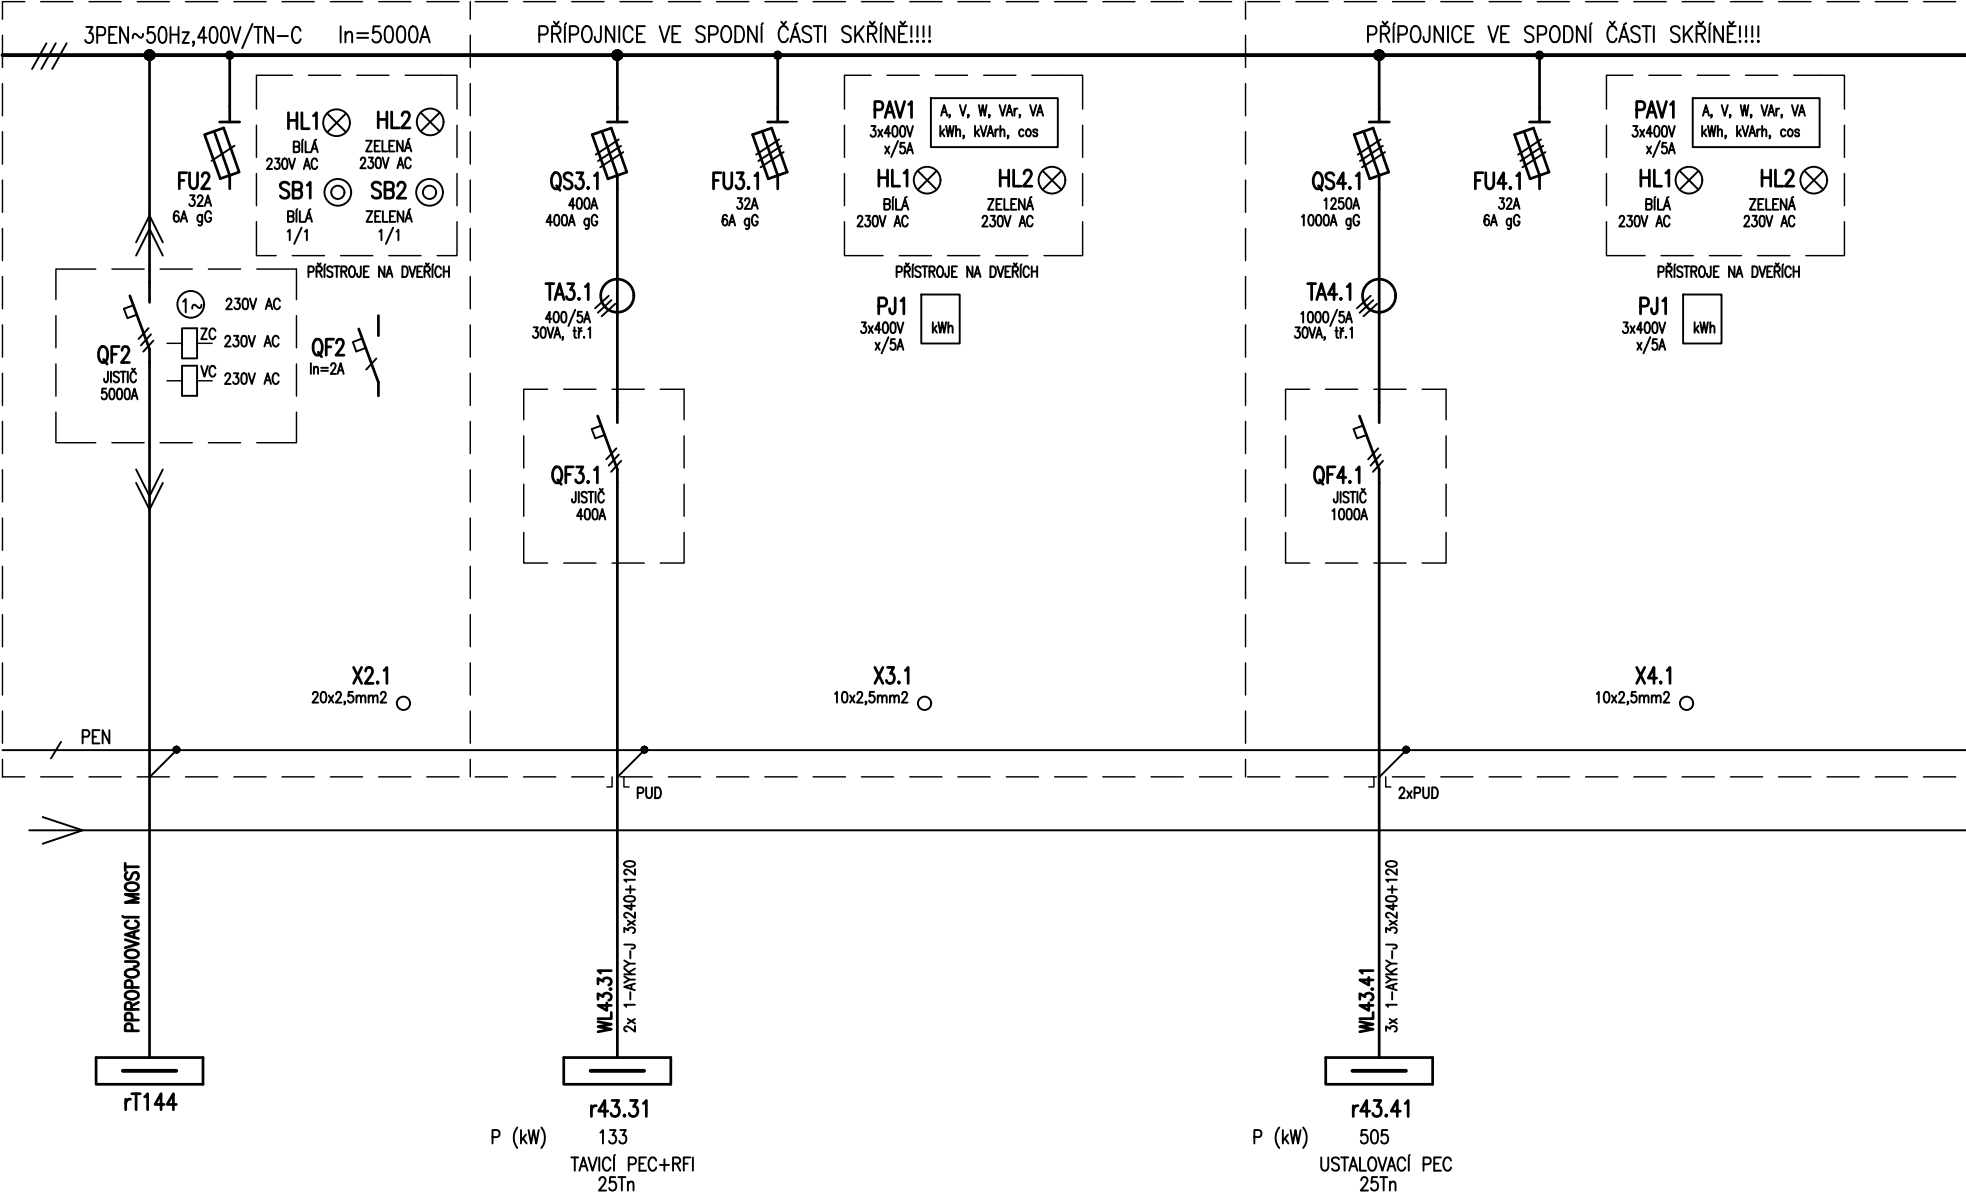 3PEN~50Hz,400V/TN-C In=5000A
PŘÍPOJNICE VE SPODNÍ ČÁSTI SKŘÍNĚ!!!!
PŘÍPOJNICE VE SPODNÍ ČÁSTI SKŘÍNĚ!!!!
FU2
32A
6A gG
HL1
BÍLÁ
230V AC
HL2
ZELENÁ
230V AC
SB1
BÍLÁ
1/1
SB2
ZELENÁ
1/1
PŘÍSTROJE NA DVEŘÍCH
1~ 230V AC
ZC 230V AC
VC 230V AC
QF2
JISTIČ
5000A
QF2
In=2A
X2.1
20x2,5mm2
PEN
PPROPOJOVACÍ MOST
rT144
QS3.1
400A
400A gG
FU3.1
32A
6A gG
PAV1
3x400V
x/5A
A, V, W, VAr, VA
kWh, kVArh, cos
HL1
BÍLÁ
230V AC
HL2
ZELENÁ
230V AC
PŘÍSTROJE NA DVEŘÍCH
TA3.1
400/5A
30VA, tř.1
PJ1
3x400V
x/5A
kWh
QF3.1
JISTIČ
400A
X3.1
10x2,5mm2
PUD
WL43.31
2x 1-AYKY-J 3x240+120
r43.31
P (kW) 133
TAVICÍ PEC+RFI
25Tn
QS4.1
1250A
1000A gG
FU4.1
32A
6A gG
PAV1
3x400V
x/5A
A, V, W, VAr, VA
kWh, kVArh, cos
HL1
BÍLÁ
230V AC
HL2
ZELENÁ
230V AC
PŘÍSTROJE NA DVEŘÍCH
TA4.1
1000/5A
30VA, tř.1
PJ1
3x400V
x/5A
kWh
QF4.1
JISTIČ
1000A
X4.1
10x2,5mm2
2xPUD
WL43.41
3x 1-AYKY-J 3x240+120
r43.41
P (kW) 505
USTALOVACÍ PEC
25Tn